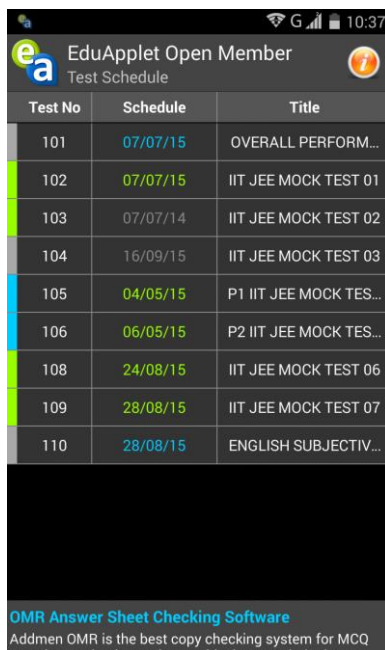 G 10:37
ea EduApplet Open Member
Test Schedule
Test No Schedule Title
101 07/07/15 OVERALL PERFORM...
102 07/07/15 IIT JEE MOCK TEST 01
103 07/07/14 IIT JEE MOCK TEST 02
104 16/09/15 IIT JEE MOCK TEST 03
105 04/05/15 P1 IIT JEE MOCK TES...
106 06/05/15 P2 IIT JEE MOCK TES...
108 24/08/15 IIT JEE MOCK TEST 06
109 28/08/15 IIT JEE MOCK TEST 07
110 28/08/15 ENGLISH SUBJECTIV...
OMR Answer Sheet Checking Software
Addmen OMR is the best copy checking system for MCQ